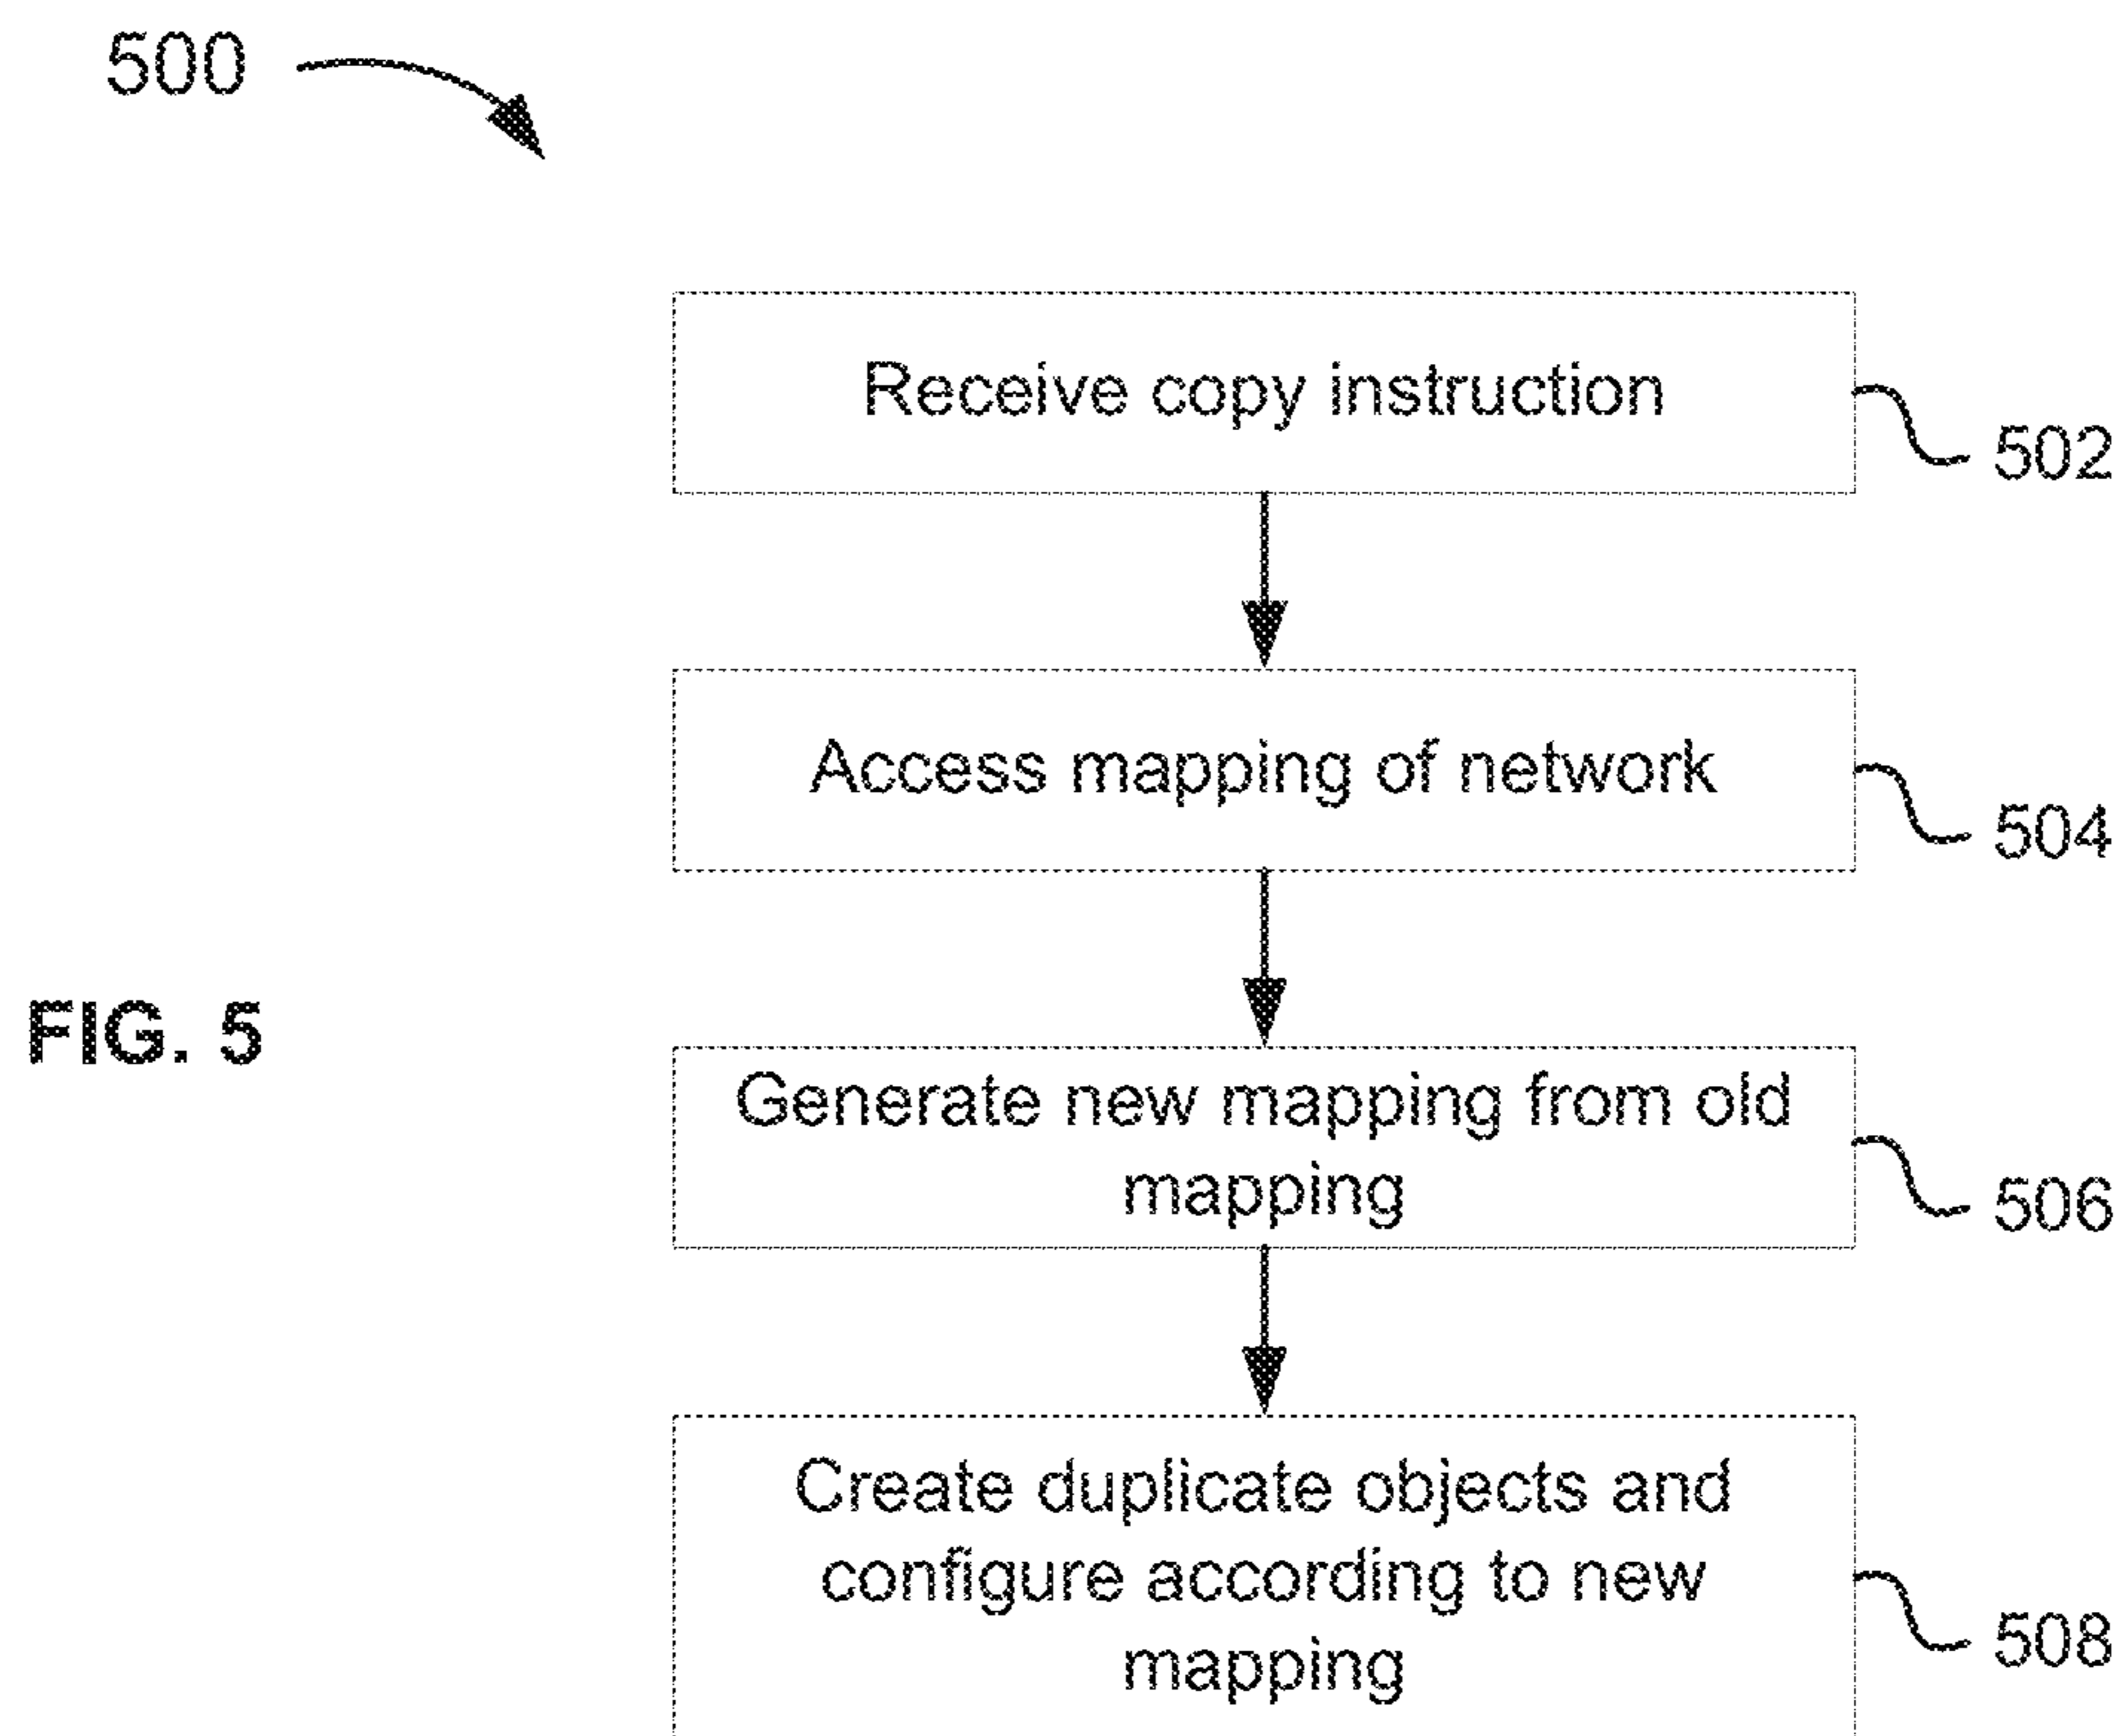 500
Receive copy instruction
502
Access mapping of network
504
FIG. 5
Generate new mapping from old
mapping
506
Create duplicate objects and
configure according to new
mapping
508